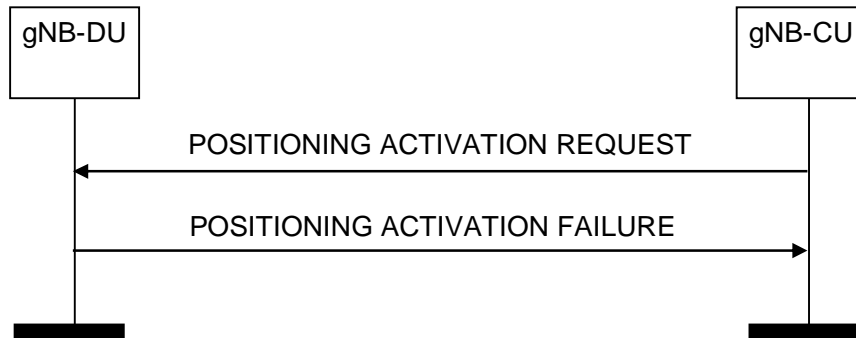 gNB-DU
gNB-CU
POSITIONING ACTIVATION REQUEST
POSITIONING ACTIVATION FAILURE